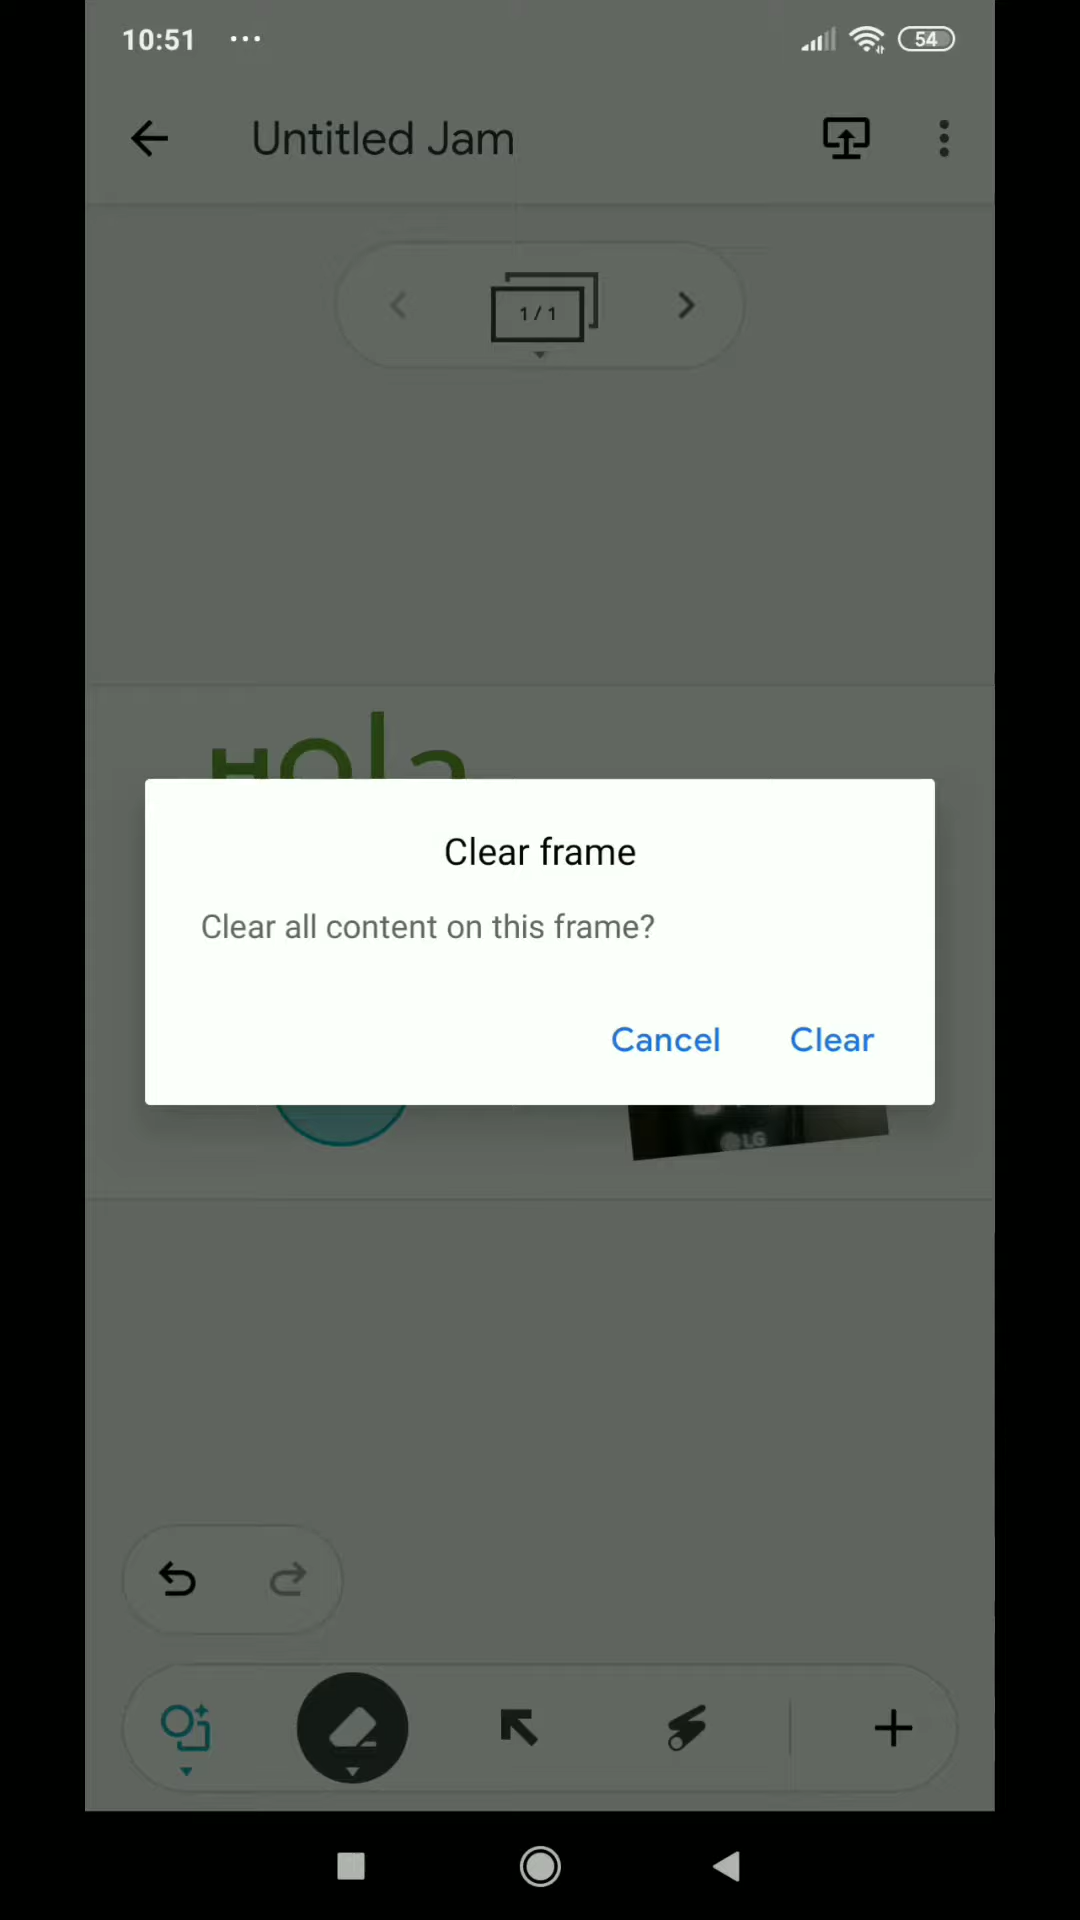 10:51 54
Untitled Jam
1 / 1
Hola
Clear frame
Clear all content on this frame?
Cancel Clear
LG